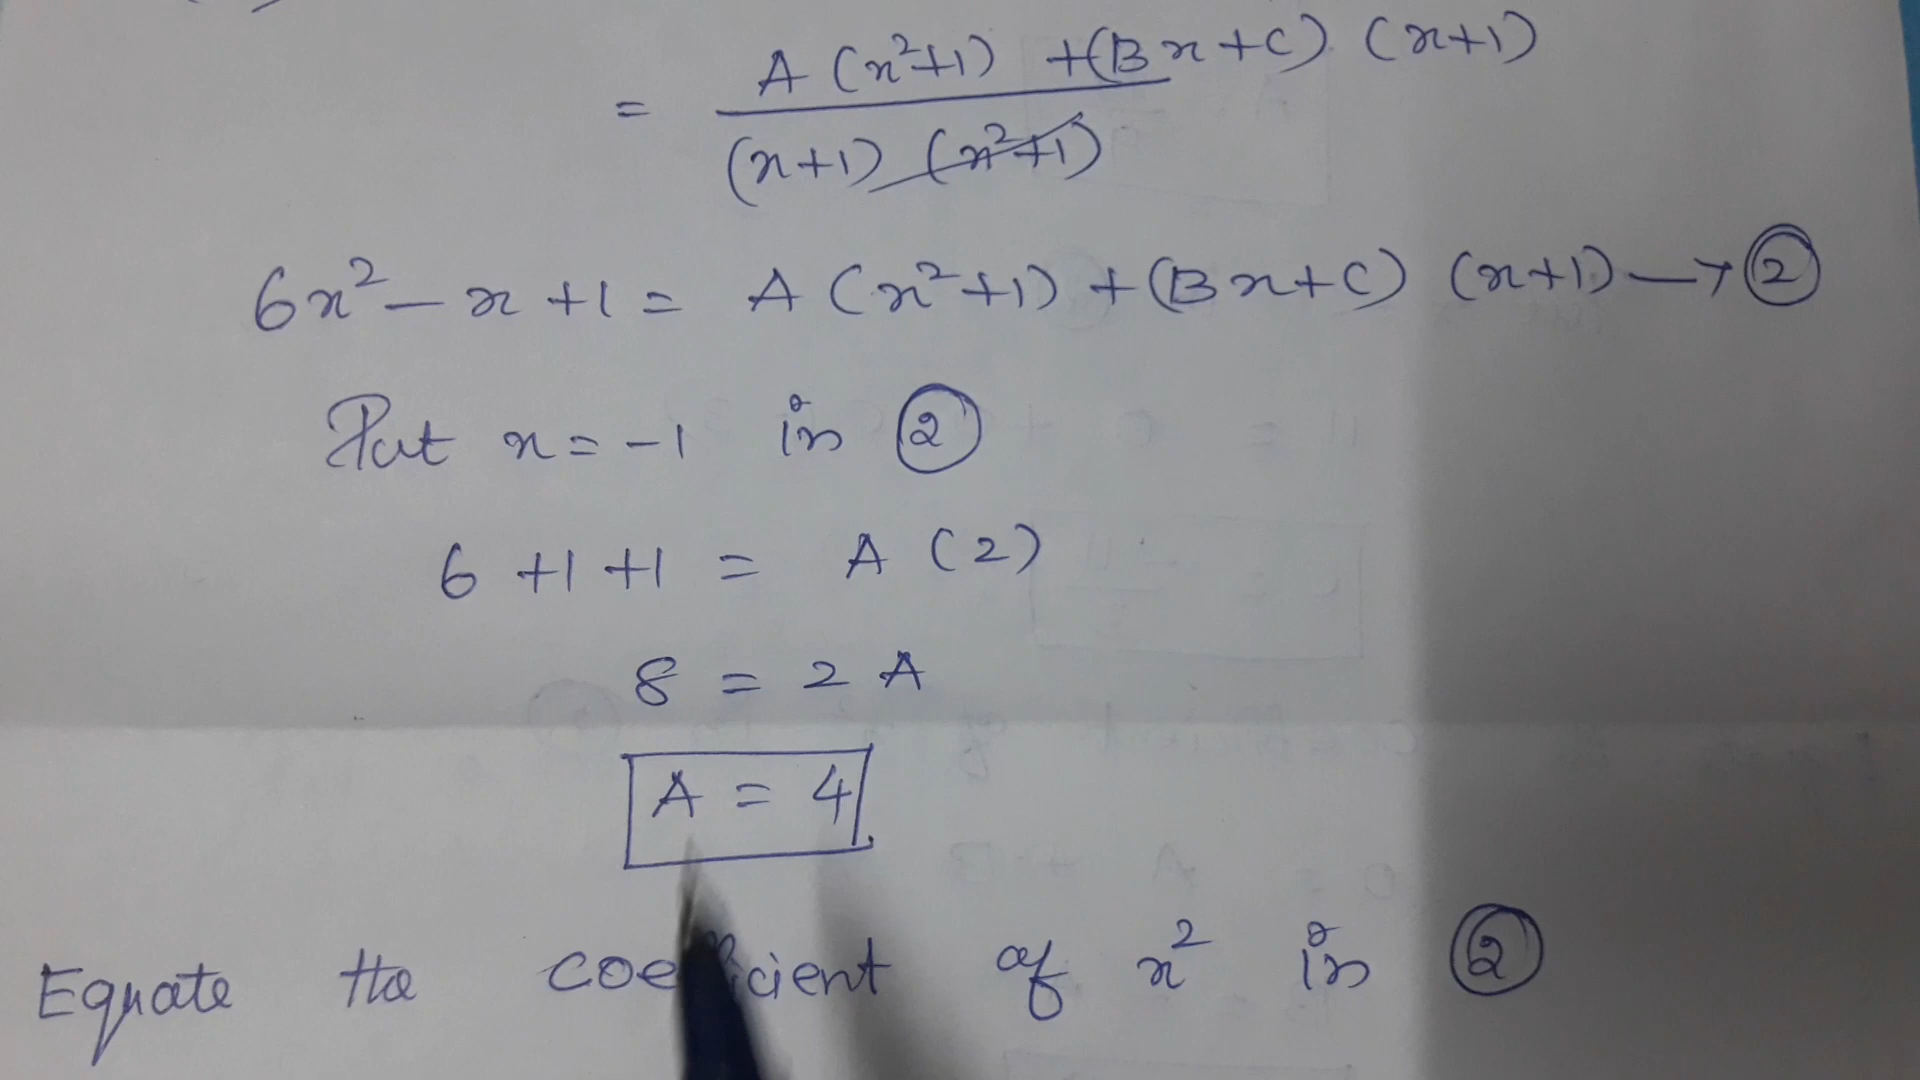 = A (x²+1) + (Bx+C) (x+1)
(x+1) (x²+1)
6x² - x + 1 = A (x²+1) + (Bx+C) (x+1) → ②
Put x = -1 in ②
6 +1 +1 = A (2)
8 = 2 A
A = 4
Equate the coefficient of x² in ②